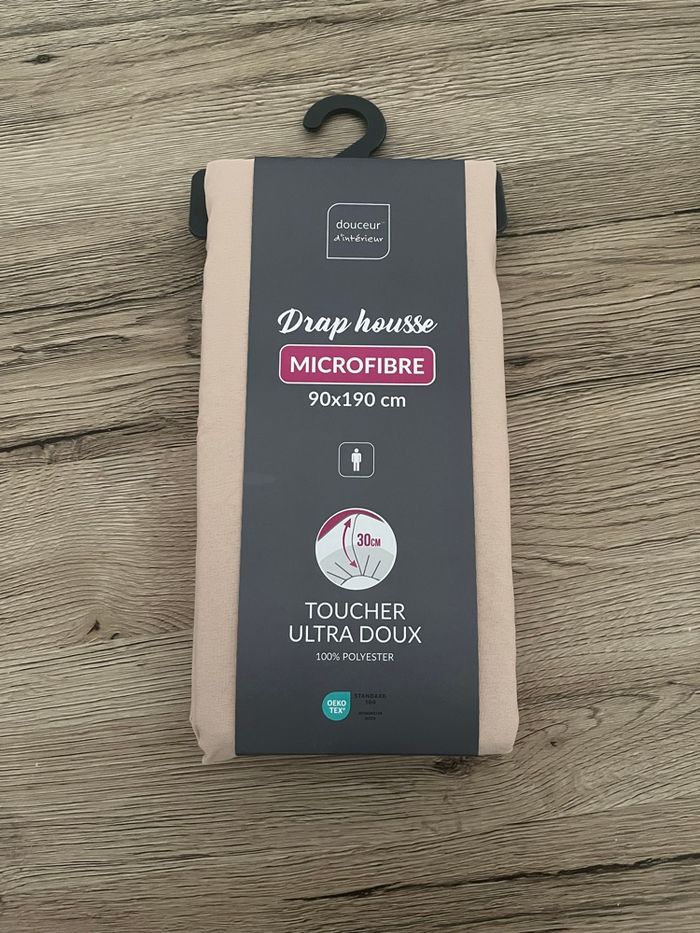 douceur
d'intérieur
Drap housse
MICROFIBRE
90x190 cm
30CM
TOUCHER
ULTRA DOUX
100% POLYESTER
OEKO
TEX®
STANDARD
100